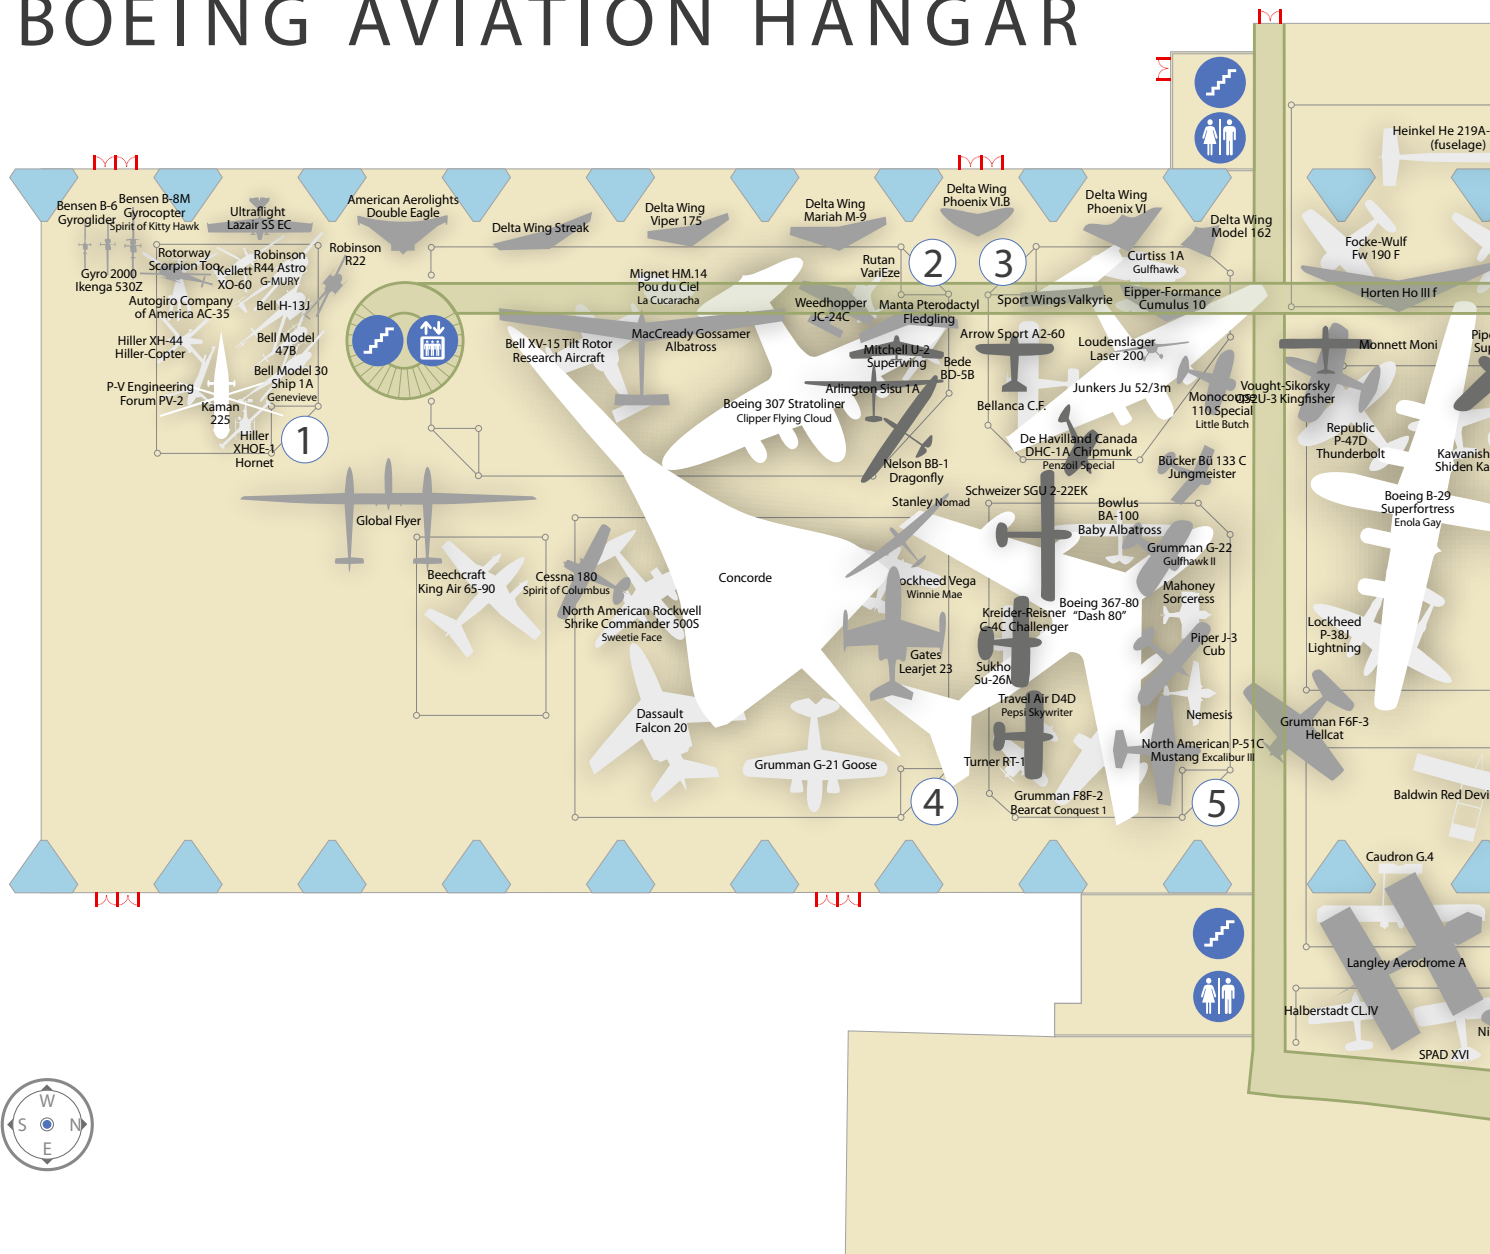 BOEING AVIATION HANGAR
Heinkel He 219A-
(fuselage)
Bensen B-6
Gyroglider
Bensen B-8M
Gyrocopter
Spirit of Kitty Hawk
Ultraflight
Lazair SS EC
American Aerolights
Double Eagle
Delta Wing Streak
Delta Wing
Viper 175
Delta Wing
Mariah M-9
Delta Wing
Phoenix VI.B
Delta Wing
Phoenix VI
Delta Wing
Model 162
Focke-Wulf
Fw 190 F
Horten Ho III f
Gyro 2000
Ikenga 530Z
Rotorway
Scorpion Too
Kellett
XO-60
Robinson
R44 Astro
G-MURY
Robinson
R22
Autogiro Company
of America AC-35
Bell H-13J
Hiller XH-44
Hiller-Copter
Bell Model
47B
P-V Engineering
Forum PV-2
Bell Model 30
Ship 1A
Genevieve
Kaman
225
Hiller
XHOE-1
Hornet
1
Mignet HM.14
Pou du Ciel
La Cucaracha
Rutan
VariEze
2
3
Curtiss 1A
Gulfhawk
Weedhopper
JC-24C
Manta Pterodactyl
Fledgling
Sport Wings Valkyrie
Eipper-Formance
Cumulus 10
Bell XV-15 Tilt Rotor
Research Aircraft
MacCready Gossamer
Albatross
Mitchell U-2
Superwing
Bede
BD-5B
Arrow Sport A2-60
Loudenslager
Laser 200
Monnett Moni
Arlington Sisu 1A
Boeing 307 Stratoliner
Clipper Flying Cloud
Bellanca C.F.
Junkers Ju 52/3m
Monocoupe
110 Special
Little Butch
Vought-Sikorsky
OS2U-3 Kingfisher
Republic
P-47D
Thunderbolt
De Havilland Canada
DHC-1A Chipmunk
Penzoil Special
Nelson BB-1
Dragonfly
Bücker Bü 133 C
Jungmeister
Kawanish
Shiden Ka
Boeing B-29
Superfortress
Enola Gay
Schweizer SGU 2-22EK
Stanley Nomad
Bowlus
BA-100
Baby Albatross
Global Flyer
Grumman G-22
Gulfhawk II
Beechcraft
King Air 65-90
Cessna 180
Spirit of Columbus
Concorde
ockheed Vega
Winnie Mae
Mahoney
Sorceress
Boeing 367-80
"Dash 80"
North American Rockwell
Shrike Commander 500S
Sweetie Face
Kreider-Reisner
C-4C Challenger
Piper J-3
Cub
Lockheed
P-38J
Lightning
Gates
Learjet 23
Sukho
Su-26M
Travel Air D4D
Pepsi Skywriter
Nemesis
Dassault
Falcon 20
Grumman F6F-3
Hellcat
North American P-51C
Mustang Excalibur III
Grumman G-21 Goose
Turner RT-1
Grumman F8F-2
Bearcat Conquest 1
4
5
Baldwin Red Devi
Caudron G.4
Langley Aerodrome A
Halberstadt CL.IV
SPAD XVI
Ni
W
S N
E